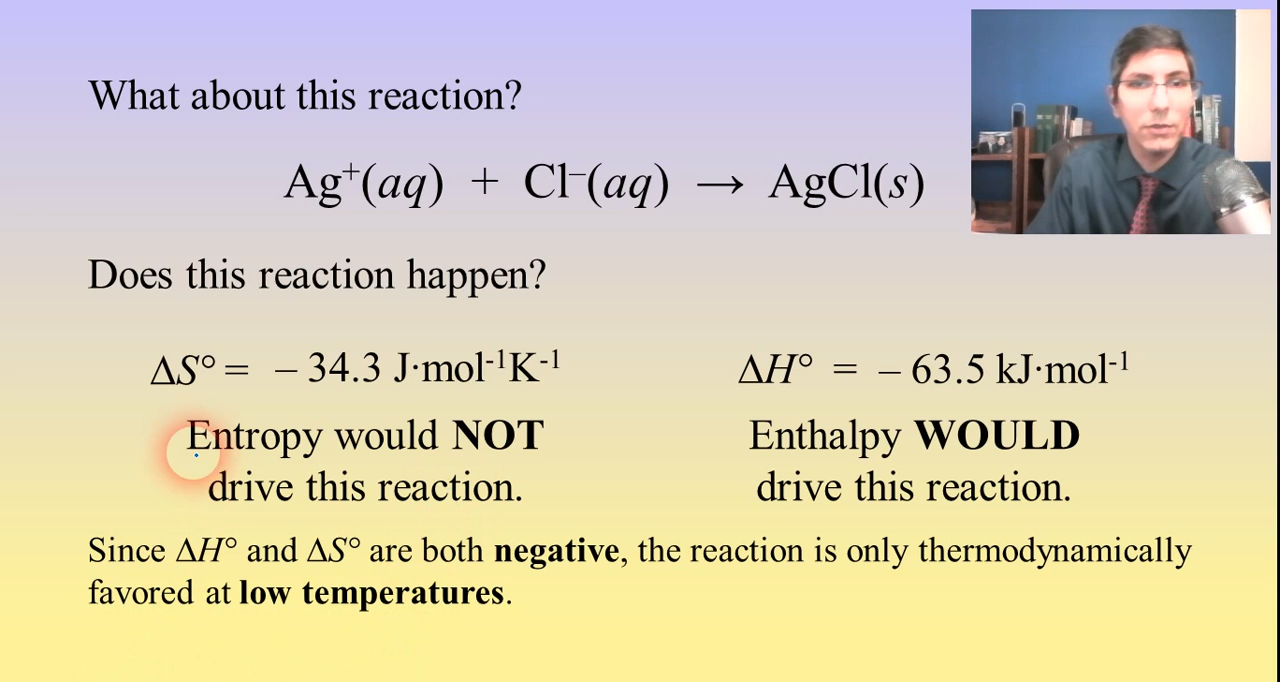 What about this reaction?
Ag⁺(aq) + Cl⁻(aq) → AgCl(s)
Does this reaction happen?
ΔS° = – 34.3 J·mol⁻¹K⁻¹
ΔH° = – 63.5 kJ·mol⁻¹
Entropy would NOT
drive this reaction.
Enthalpy WOULD
drive this reaction.
Since ΔH° and ΔS° are both negative, the reaction is only thermodynamically
favored at low temperatures.